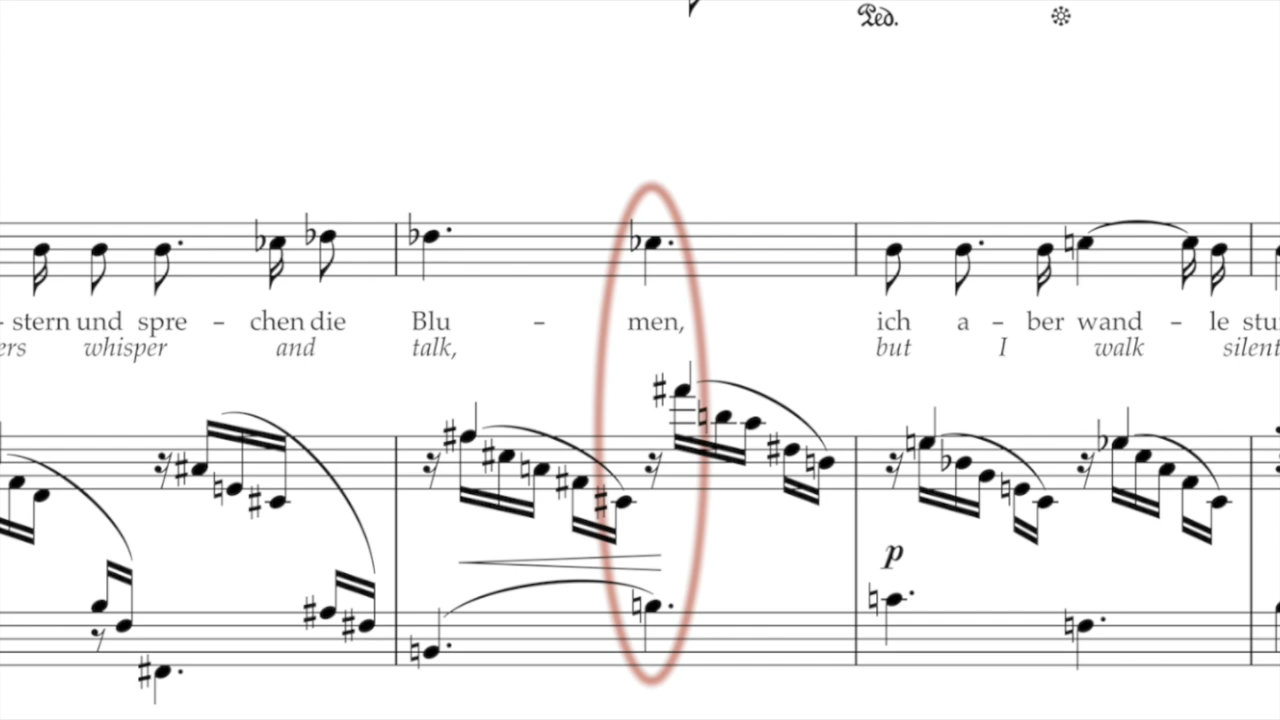 Ped.
- stern und spre - chen die Blu - men, ich a - ber wand - le stu
ers whisper and talk, but I walk silent
p